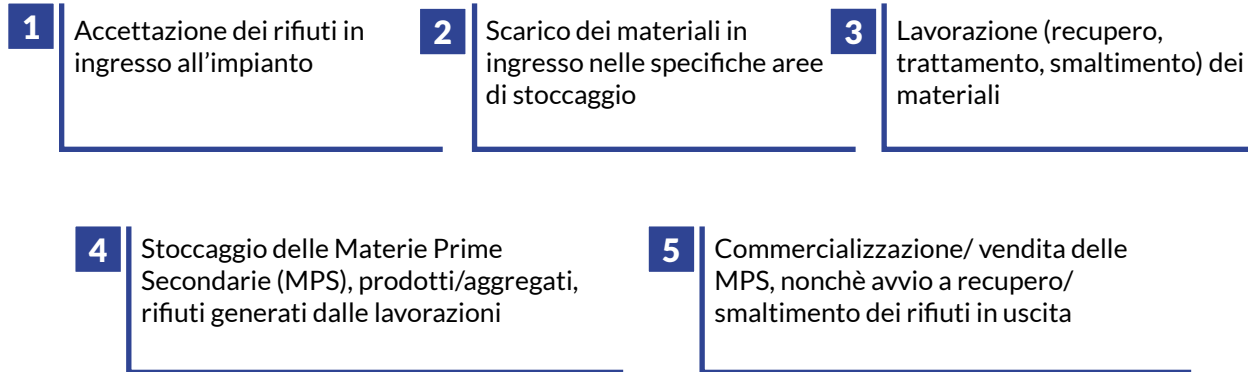 1
Accettazione dei rifiuti in
ingresso all'impianto
2
Scarico dei materiali in
ingresso nelle specifiche aree
di stoccaggio
3
Lavorazione (recupero,
trattamento, smaltimento) dei
materiali
4
Stoccaggio delle Materie Prime
Secondarie (MPS), prodotti/aggregati,
rifiuti generati dalle lavorazioni
5
Commercializzazione/ vendita delle
MPS, nonchè avvio a recupero/
smaltimento dei rifiuti in uscita